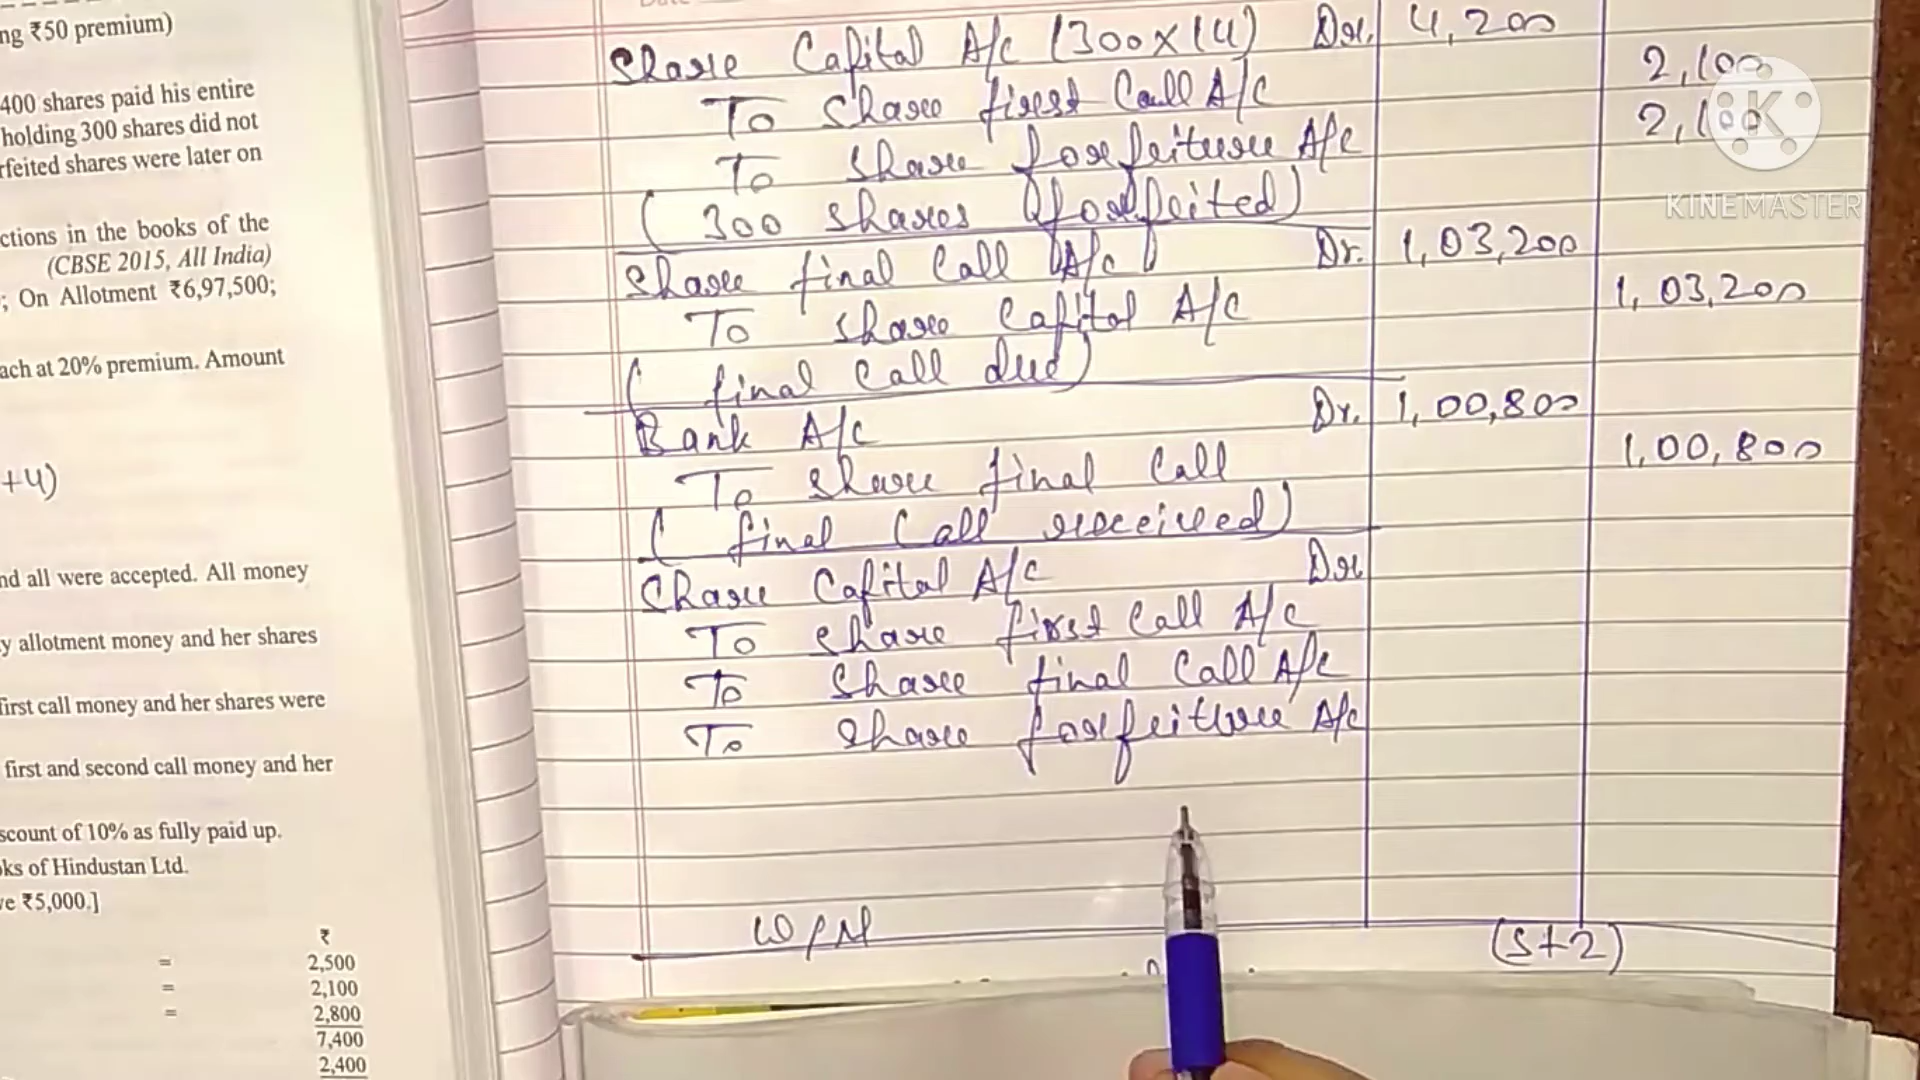 ng ₹50 premium)
400 shares paid his entire
holding 300 shares did not
rfeited shares were later on
ctions in the books of the
(CBSE 2015, All India)
; On Allotment ₹6,97,500;
ach at 20% premium. Amount
+4)
nd all were accepted. All money
y allotment money and her shares
first call money and her shares were
first and second call money and her
scount of 10% as fully paid up.
oks of Hindustan Ltd.
ve ₹5,000.]
₹
= 2,500
= 2,100
= 2,800
7,400
2,400
Share Capital A/c (300×14) Dr. 4,200
To Share first Call A/c 2,100
To Share forfeiture A/c 2,100
( 300 shares forfeited)
Share final Call A/c Dr. 1,03,200
To Share Capital A/c 1,03,200
( final Call due)
Bank A/c Dr. 1,00,800
To Share final Call 1,00,800
( final Call received)
Share Capital A/c Dr
To Share first Call A/c
To Share final Call A/c
To Share forfeiture A/c
W/N
(5+2)
K
KINEMASTER